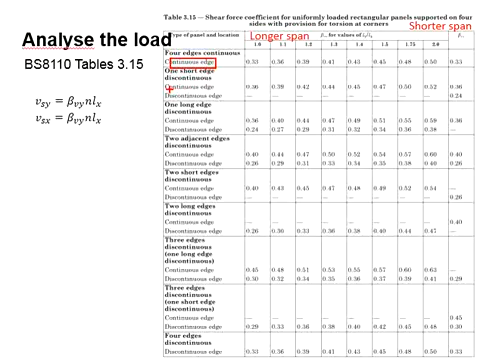 Table 3.15 — Shear force coefficient for uniformly loaded rectangular panels supported on four
sides with provision for torsion at corners
Shorter span
Analyse the load
BS8110 Tables 3.15
v_sy = β_vy n l_x
v_sx = β_vy n l_x
Type of panel and location Longer span β_vx for values of l_y/l_x β_vy
1.0 1.1 1.2 1.3 1.4 1.5 1.75 2.0
Four edges continuous
Continuous edge 0.33 0.36 0.39 0.41 0.43 0.45 0.48 0.50 0.33
One short edge
discontinuous
Continuous edge 0.36 0.39 0.42 0.44 0.45 0.47 0.50 0.52 0.36
Discontinuous edge — — — — — — — — 0.24
One long edge
discontinuous
Continuous edge 0.36 0.40 0.44 0.47 0.49 0.51 0.55 0.59 0.36
Discontinuous edge 0.24 0.27 0.29 0.31 0.32 0.34 0.36 0.38 —
Two adjacent edges
discontinuous
Continuous edge 0.40 0.44 0.47 0.50 0.52 0.54 0.57 0.60 0.40
Discontinuous edge 0.26 0.29 0.31 0.33 0.34 0.35 0.38 0.40 0.26
Two short edges
discontinuous
Continuous edge 0.40 0.43 0.45 0.47 0.48 0.49 0.52 0.54 —
Discontinuous edge — — — — — — — — 0.26
Two long edges
discontinuous
Continuous edge — — — — — — — — 0.40
Discontinuous edge 0.26 0.30 0.33 0.36 0.38 0.40 0.44 0.47 —
Three edges
discontinuous
(one long edge
discontinuous)
Continuous edge 0.45 0.48 0.51 0.53 0.55 0.57 0.60 0.63 —
Discontinuous edge 0.30 0.32 0.34 0.35 0.36 0.37 0.39 0.41 0.29
Three edges
discontinuous
(one short edge
discontinuous)
Continuous edge — — — — — — — — 0.45
Discontinuous edge 0.29 0.33 0.36 0.38 0.40 0.42 0.45 0.48 0.30
Four edges
discontinuous
Discontinuous edge 0.33 0.36 0.39 0.41 0.43 0.45 0.48 0.50 0.33